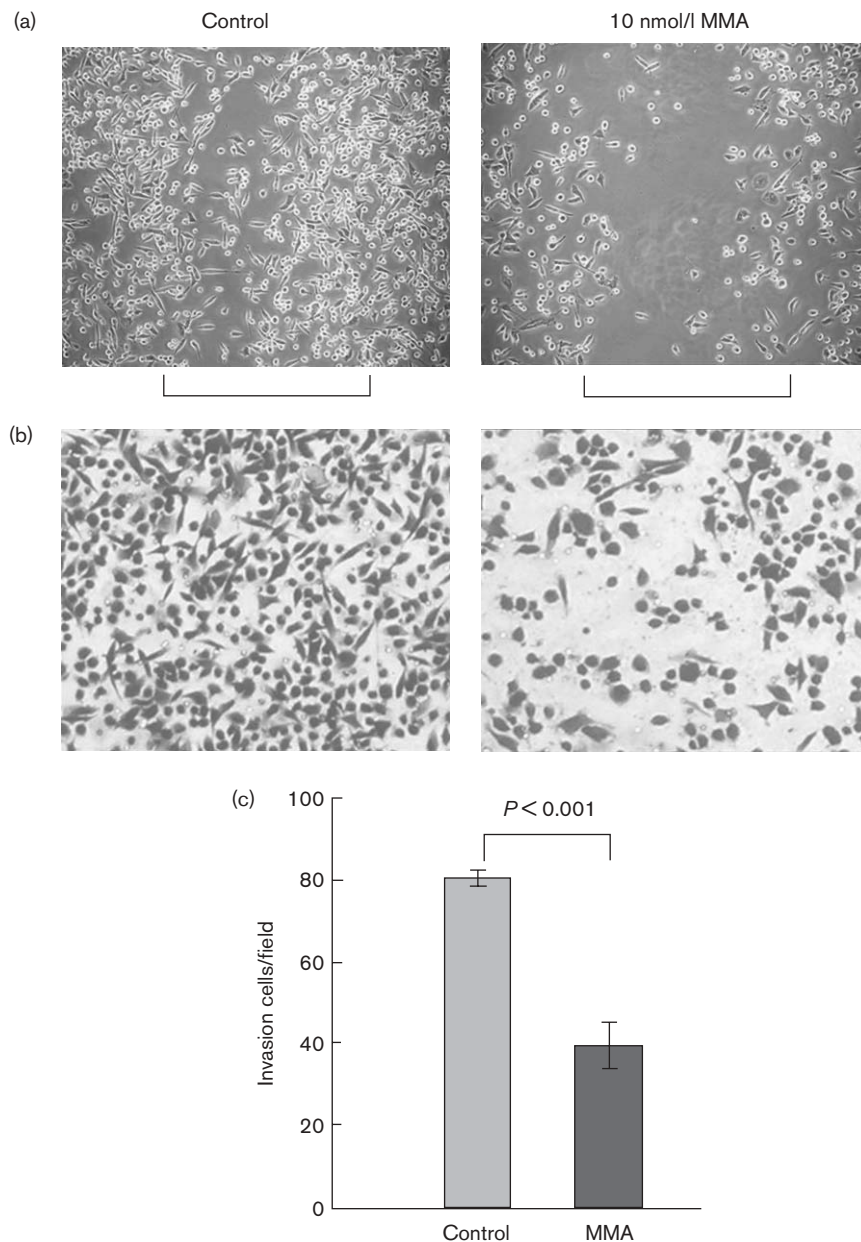 (a)
Control
10 nmol/l MMA
(b)
(c)
100
P < 0.001
80
60
40
20
0
Invasion cells/field
Control
MMA